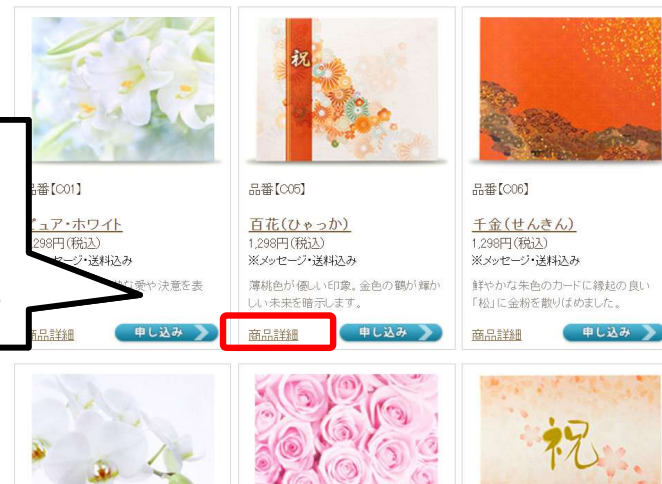 品番【C01】
ュア・ホワイト
,298円(税込)
セージ・送料込み
な愛や決意を表
商品詳細
申し込み
祝
品番【C05】
百花(ひゃっか)
1,298円(税込)
※メッセージ・送料込み
薄桃色が優しい印象。金色の鶴が輝か
しい未来を暗示します。
商品詳細
申し込み
品番【C06】
千金(せんきん)
1,298円(税込)
※メッセージ・送料込み
鮮やかな朱色のカードに縁起の良い
「松」に金粉を散りばめました。
商品詳細
申し込み
祝